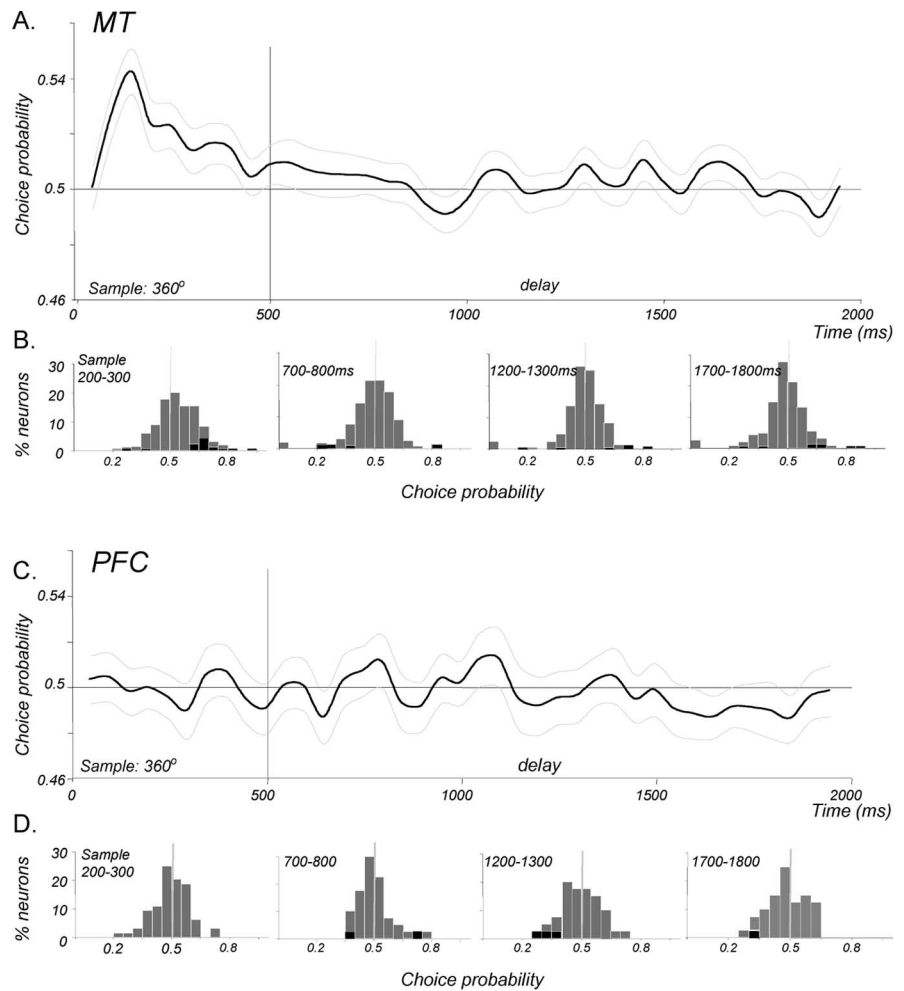 A. MT
0.54
0.5
0.46
Choice probability
Sample: 360o
delay
0 500 1000 1500 2000
Time (ms)
B.
30
20
10
0
% neurons
Sample
200-300
700-800ms
1200-1300ms
1700-1800ms
0.2 0.5 0.8
0.2 0.5 0.8
0.2 0.5 0.8
0.2 0.5 0.8
Choice probability
C. PFC
0.54
0.5
0.46
Choice probability
Sample: 360o
delay
0 500 1000 1500 2000
Time (ms)
D.
30
20
10
0
% neurons
Sample
200-300
700-800
1200-1300
1700-1800
0.2 0.5 0.8
0.2 0.5 0.8
0.2 0.5 0.8
0.2 0.5 0.8
Choice probability